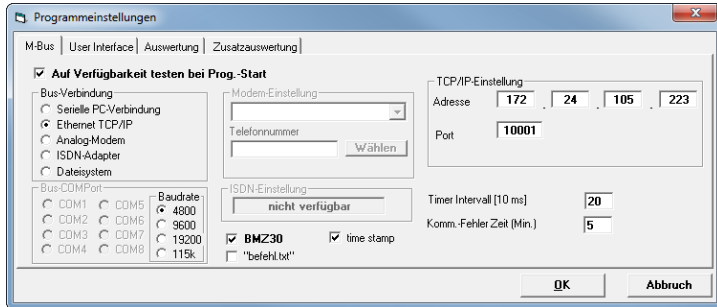 Programmeinstellungen
M-Bus User Interface Auswertung Zusatzauswertung
Auf Verfügbarkeit testen bei Prog.-Start
Bus-Verbindung
Serielle PC-Verbindung
Ethernet TCP/IP
Analog-Modem
ISDN-Adapter
Dateisystem
Modem-Einstellung
Telefonnummer
Wählen
TCP/IP-Einstellung
Adresse 172 . 24 . 105 . 223
Port 10001
Bus-COMPort
COM1 COM5
COM2 COM6
COM3 COM7
COM4 COM8
Baudrate
4800
9600
19200
115k
ISDN-Einstellung
nicht verfügbar
BMZ30 time stamp
"befehl.txt"
Timer Intervall [10 ms] 20
Komm.-Fehler Zeit (Min.) 5
OK Abbruch